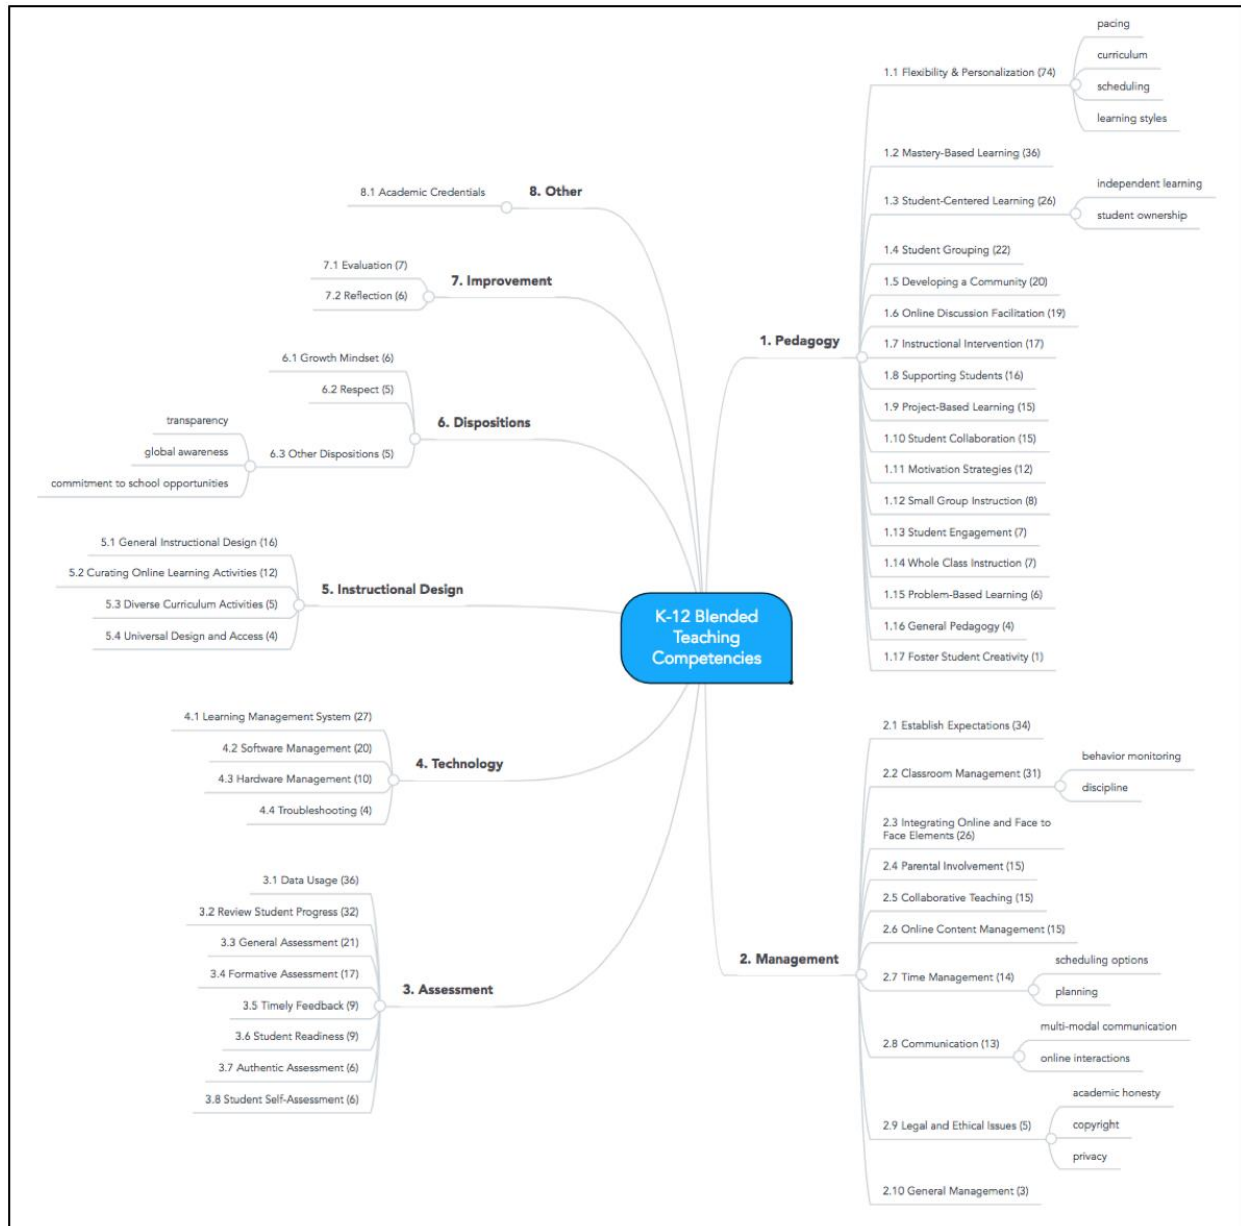 K-12 Blended
Teaching
Competencies
1. Pedagogy
1.1 Flexibility & Personalization (74)
pacing
curriculum
scheduling
learning styles
1.2 Mastery-Based Learning (36)
1.3 Student-Centered Learning (26)
independent learning
student ownership
1.4 Student Grouping (22)
1.5 Developing a Community (20)
1.6 Online Discussion Facilitation (19)
1.7 Instructional Intervention (17)
1.8 Supporting Students (16)
1.9 Project-Based Learning (15)
1.10 Student Collaboration (15)
1.11 Motivation Strategies (12)
1.12 Small Group Instruction (8)
1.13 Student Engagement (7)
1.14 Whole Class Instruction (7)
1.15 Problem-Based Learning (6)
1.16 General Pedagogy (4)
1.17 Foster Student Creativity (1)
2. Management
2.1 Establish Expectations (34)
2.2 Classroom Management (31)
behavior monitoring
discipline
2.3 Integrating Online and Face to
Face Elements (26)
2.4 Parental Involvement (15)
2.5 Collaborative Teaching (15)
2.6 Online Content Management (15)
2.7 Time Management (14)
scheduling options
planning
2.8 Communication (13)
multi-modal communication
online interactions
2.9 Legal and Ethical Issues (5)
academic honesty
copyright
privacy
2.10 General Management (3)
3. Assessment
3.1 Data Usage (36)
3.2 Review Student Progress (32)
3.3 General Assessment (21)
3.4 Formative Assessment (17)
3.5 Timely Feedback (9)
3.6 Student Readiness (9)
3.7 Authentic Assessment (6)
3.8 Student Self-Assessment (6)
4. Technology
4.1 Learning Management System (27)
4.2 Software Management (20)
4.3 Hardware Management (10)
4.4 Troubleshooting (4)
5. Instructional Design
5.1 General Instructional Design (16)
5.2 Curating Online Learning Activities (12)
5.3 Diverse Curriculum Activities (5)
5.4 Universal Design and Access (4)
6. Dispositions
6.1 Growth Mindset (6)
6.2 Respect (5)
6.3 Other Dispositions (5)
transparency
global awareness
commitment to school opportunities
7. Improvement
7.1 Evaluation (7)
7.2 Reflection (6)
8. Other
8.1 Academic Credentials